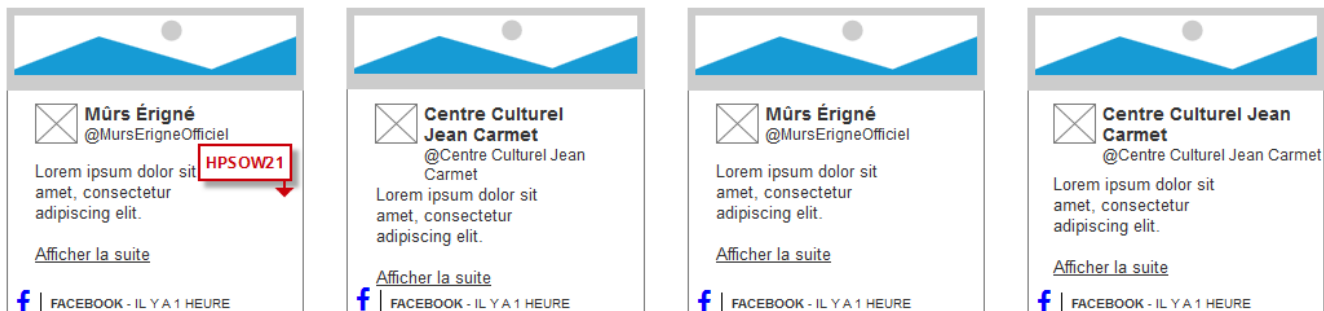 Mûrs Érigné
@MursErigneOfficiel
HPSOW21
Lorem ipsum dolor sit
amet, consectetur
adipiscing elit.
Afficher la suite
f FACEBOOK - IL Y A 1 HEURE
Centre Culturel
Jean Carmet
@Centre Culturel Jean
Carmet
Lorem ipsum dolor sit
amet, consectetur
adipiscing elit.
Afficher la suite
f FACEBOOK - IL Y A 1 HEURE
Mûrs Érigné
@MursErigneOfficiel
Lorem ipsum dolor sit
amet, consectetur
adipiscing elit.
Afficher la suite
f FACEBOOK - IL Y A 1 HEURE
Centre Culturel Jean
Carmet
@Centre Culturel Jean Carmet
Lorem ipsum dolor sit
amet, consectetur
adipiscing elit.
Afficher la suite
f FACEBOOK - IL Y A 1 HEURE